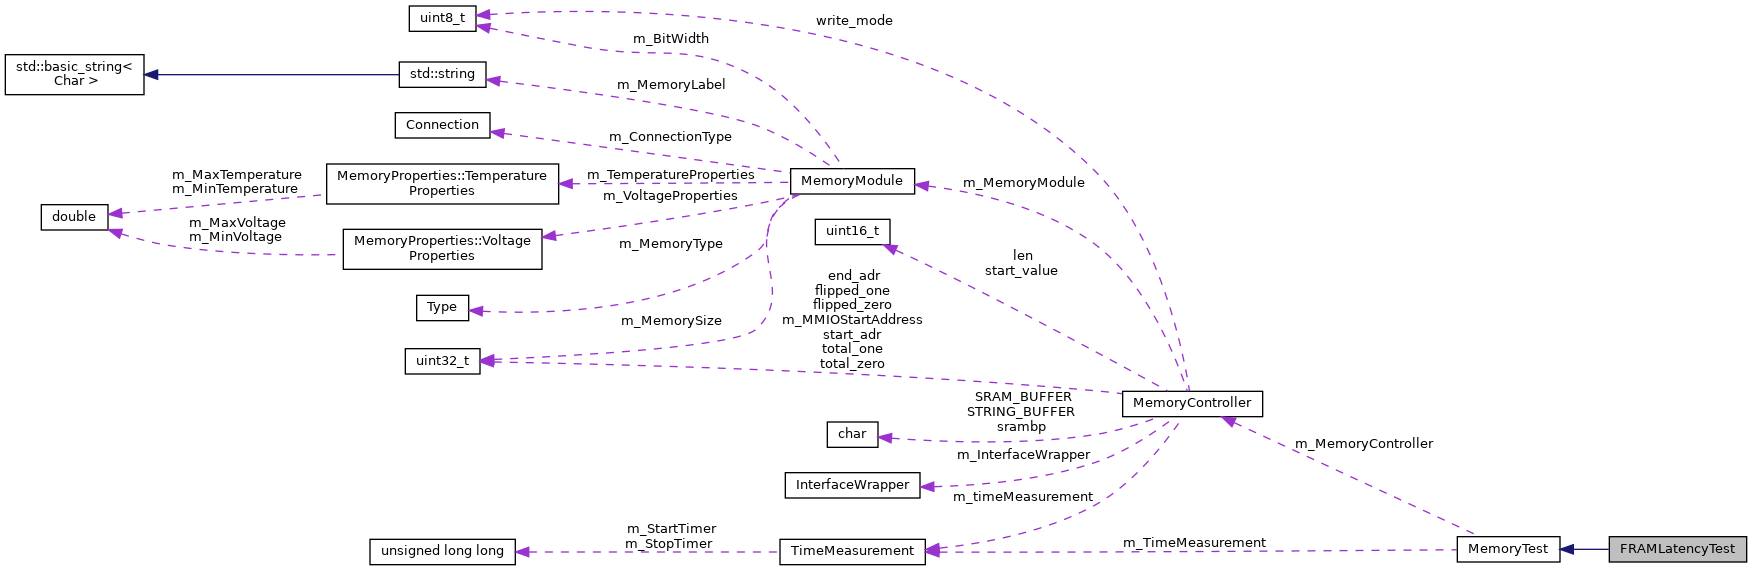 uint8_t
write_mode
m_BitWidth
std::basic_string<
Char >
std::string
m_MemoryLabel
Connection
m_ConnectionType
m_MaxTemperature
m_MinTemperature
MemoryProperties::Temperature
Properties
m_TemperatureProperties
MemoryModule
m_MemoryModule
double
m_VoltageProperties
m_MaxVoltage
m_MinVoltage
MemoryProperties::Voltage
Properties
m_MemoryType
uint16_t
len
start_value
Type
m_MemorySize
end_adr
flipped_one
flipped_zero
m_MMIOStartAddress
start_adr
total_one
total_zero
uint32_t
SRAM_BUFFER
STRING_BUFFER
srambp
MemoryController
char
m_MemoryController
m_InterfaceWrapper
InterfaceWrapper
m_timeMeasurement
unsigned long long
m_StartTimer
m_StopTimer
TimeMeasurement
m_TimeMeasurement
MemoryTest
FRAMLatencyTest